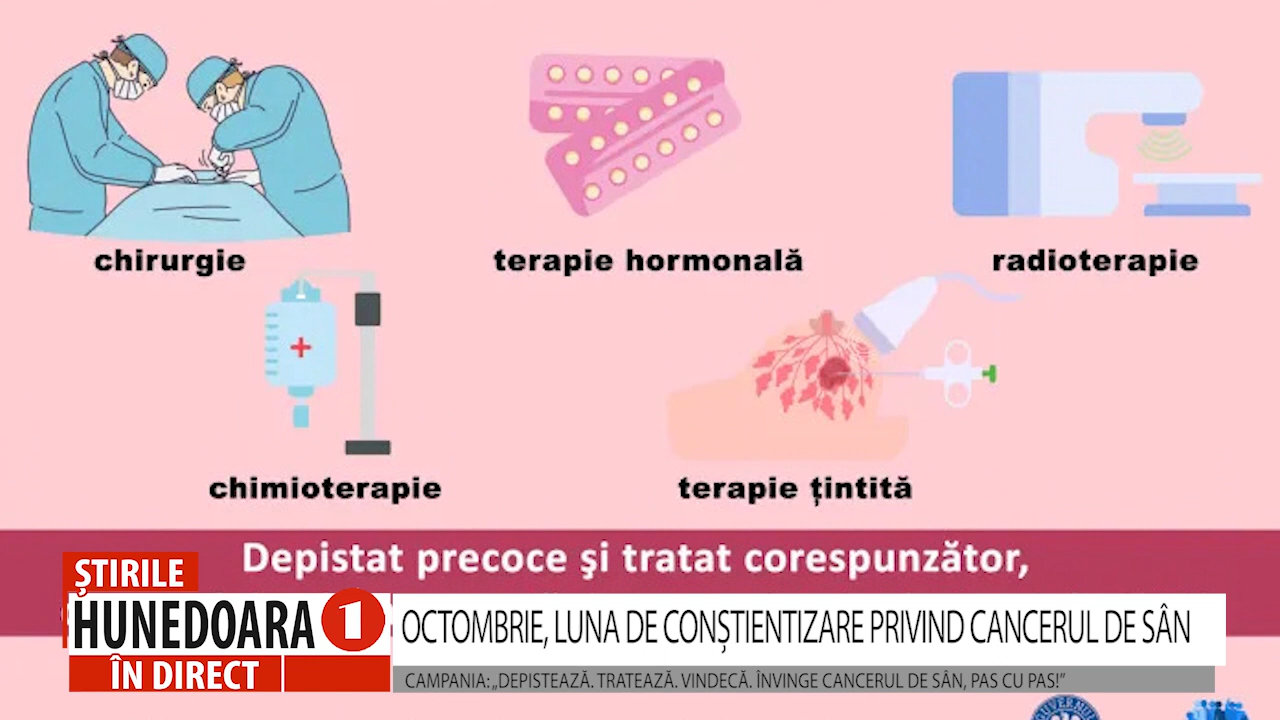 chirurgie
terapie hormonală
radioterapie
chimioterapie
terapie țintită
Depistat precoce şi tratat corespunzător,
ŞTIRILE
HUNEDOARA 1
ÎN DIRECT
OCTOMBRIE, LUNA DE CONȘTIENTIZARE PRIVIND CANCERUL DE SÂN
CAMPANIA: „DEPISTEAZĂ. TRATEAZĂ. VINDECĂ. ÎNVINGE CANCERUL DE SÂN, PAS CU PAS!”